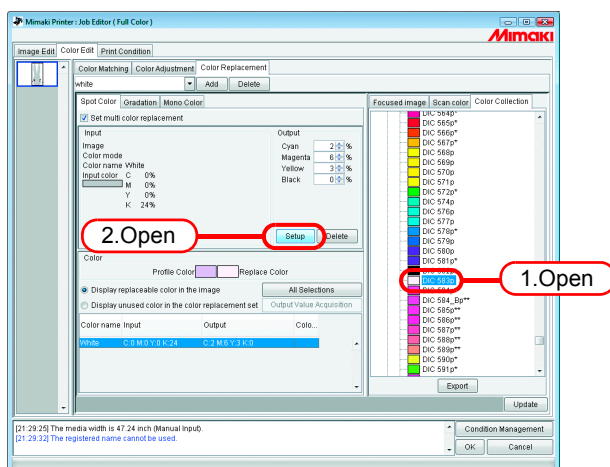 Mimaki Printer : Job Editor ( Full Color )
Mimaki
Image Edit Color Edit Print Condition
Color Matching Color Adjustment Color Replacement
white Add Delete
Spot Color Gradation Mono Color
Set multi color replacement
Input
Image
Color mode
Color name White
Input color C 0%
M 0%
Y 0%
K 24%
Output
Cyan 2 %
Magenta 6 %
Yellow 3 %
Black 0 %
2.Open
Setup Delete
Color
Profile Color Replace Color
Display replaceable color in the image All Selections
Display unused color in the color replacement set Output Value Acquisition
Color name Input Output Colo...
White C:0 M:0 Y:0 K:24 C:2 M:6 Y:3 K:0
Focused image Scan color Color Collection
DIC 564p*
DIC 565p*
DIC 566p*
DIC 567p*
DIC 568p
DIC 569p
DIC 570p
DIC 571p
DIC 572p*
DIC 574p
DIC 576p
DIC 577p
DIC 578p*
DIC 579p
DIC 580p
DIC 581p*
DIC 583p
1.Open
DIC 584_Bp**
DIC 585p**
DIC 586p**
DIC 587p**
DIC 588p**
DIC 589p**
DIC 590p*
DIC 591p*
Export
Update
[21:29:25] The media width is 47.24 inch (Manual Input).
[21:29:32] The registered name cannot be used.
Condition Management
OK Cancel